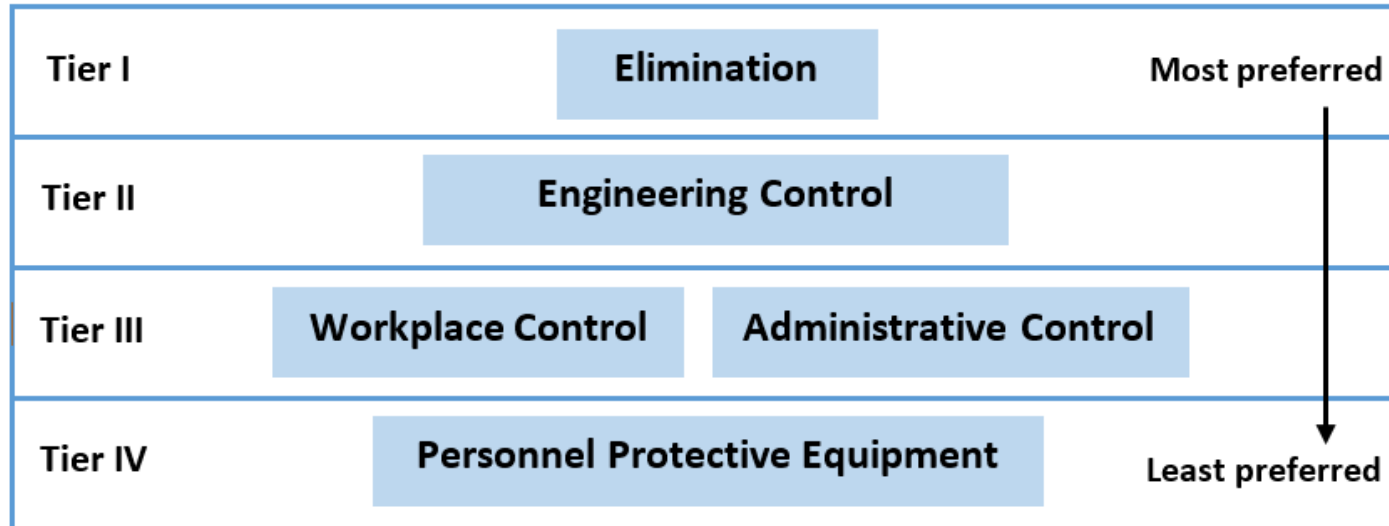 Tier I
Elimination
Most preferred
Tier II
Engineering Control
Tier III
Workplace Control
Administrative Control
Tier IV
Personnel Protective Equipment
Least preferred